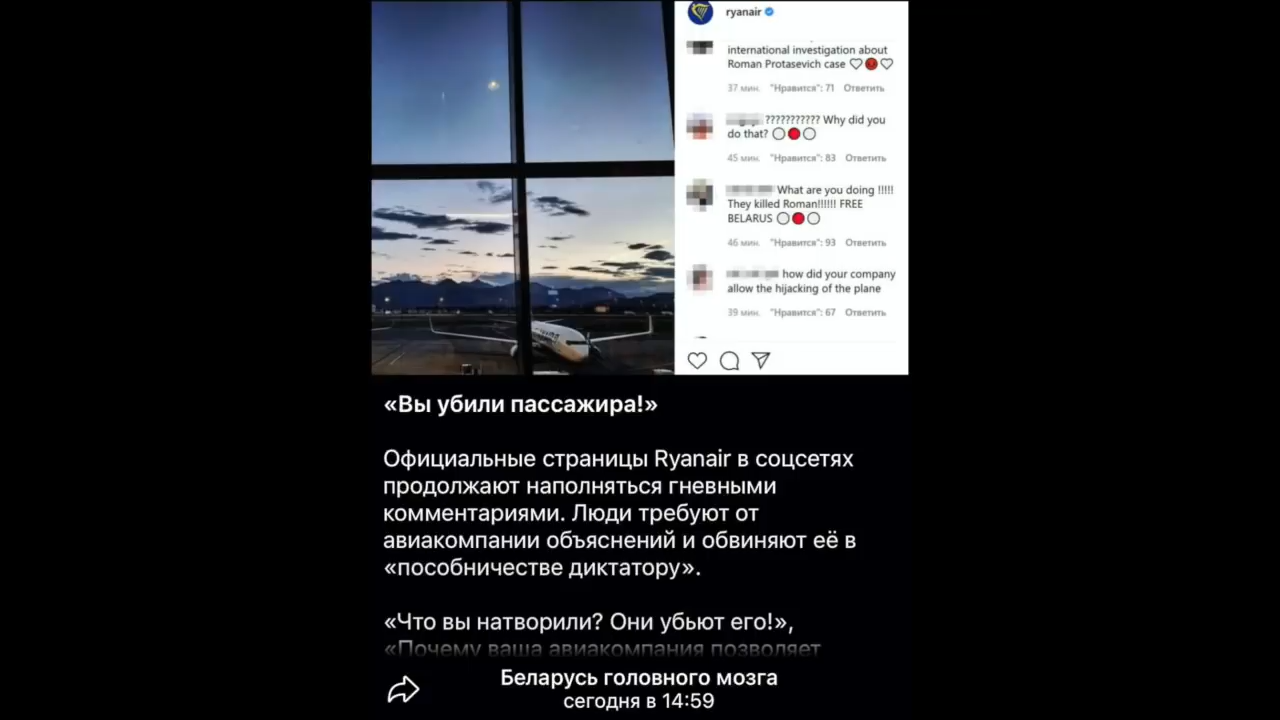 ryanair
international investigation about
Roman Protasevich case
37 мин. "Нравится": 71 Ответить
??????????? Why did you
do that?
45 мин. "Нравится": 83 Ответить
What are you doing !!!!!
They killed Roman!!!!!! FREE
BELARUS
46 мин. "Нравится": 93 Ответить
how did your company
allow the hijacking of the plane
39 мин. "Нравится": 67 Ответить
«Вы убили пассажира!»
Официальные страницы Ryanair в соцсетях
продолжают наполняться гневными
комментариями. Люди требуют от
авиакомпании объяснений и обвиняют её в
«пособничестве диктатору».
«Что вы натворили? Они убьют его!»,
«Почему ваша авиакомпания позволяет
Беларусь головного мозга
сегодня в 14:59